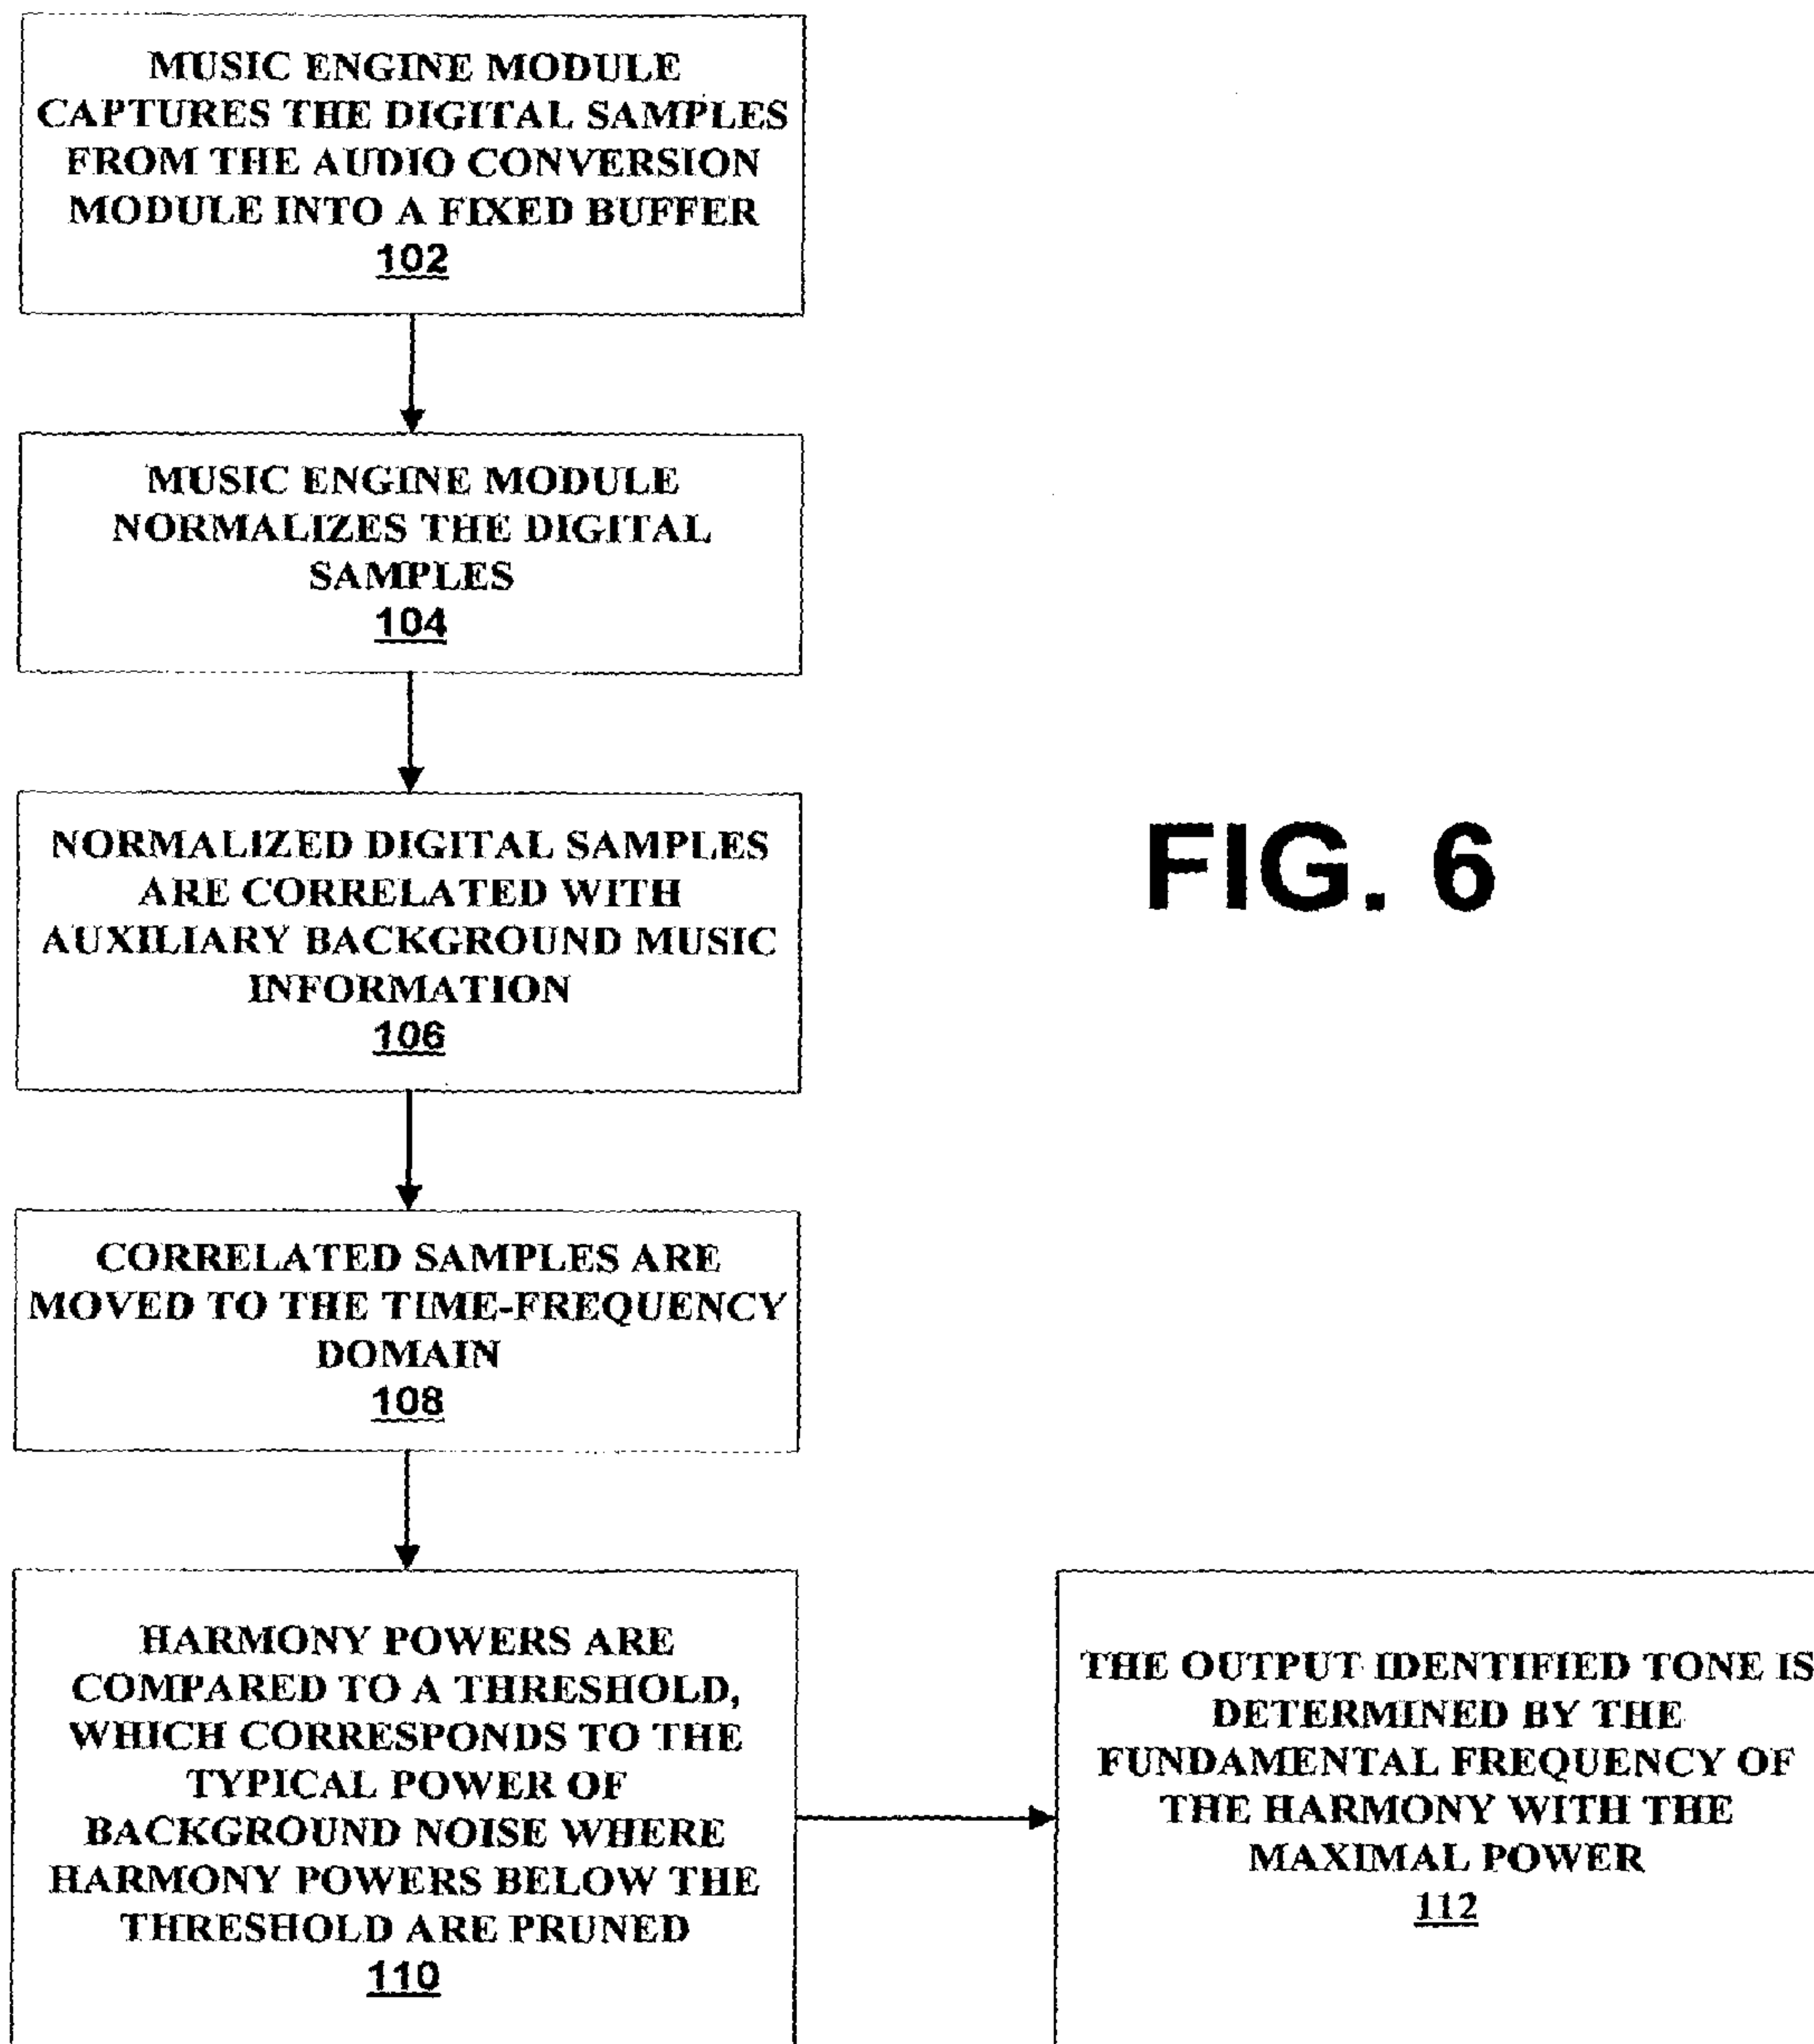 MUSIC ENGINE MODULE
CAPTURES THE DIGITAL SAMPLES
FROM THE AUDIO CONVERSION
MODULE INTO A FIXED BUFFER
102
MUSIC ENGINE MODULE
NORMALIZES THE DIGITAL
SAMPLES
104
NORMALIZED DIGITAL SAMPLES
ARE CORRELATED WITH
AUXILIARY BACKGROUND MUSIC
INFORMATION
106
FIG. 6
CORRELATED SAMPLES ARE
MOVED TO THE TIME-FREQUENCY
DOMAIN
108
HARMONY POWERS ARE
COMPARED TO A THRESHOLD,
WHICH CORRESPONDS TO THE
TYPICAL POWER OF
BACKGROUND NOISE WHERE
HARMONY POWERS BELOW THE
THRESHOLD ARE PRUNED
110
THE OUTPUT IDENTIFIED TONE IS
DETERMINED BY THE
FUNDAMENTAL FREQUENCY OF
THE HARMONY WITH THE
MAXIMAL POWER
112